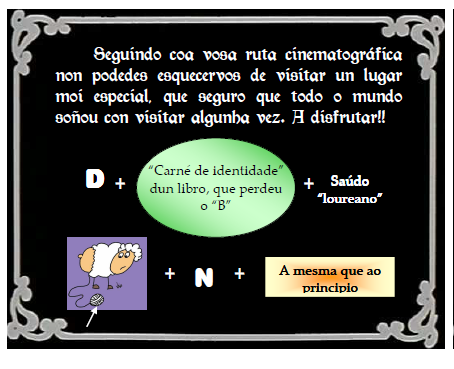 Seguindo coa vosa ruta cinematográfica
non podedes esquecervos de visitar un lugar
moi especial, que seguro que todo o mundo
soñou con visitar algunha vez. A disfrutar!!
D + “Carné de identidade” dun libro, que perdeu o “B” + Saúdo “loureano”
+ N + A mesma que ao principio